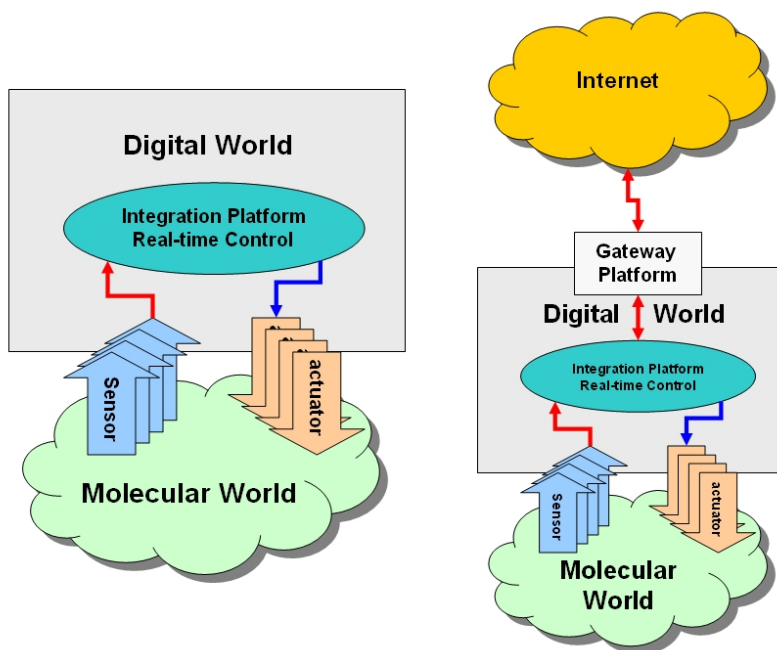 Digital World
Integration Platform
Real-time Control
Sensor
actuator
Molecular World
Internet
Gateway
Platform
Digital World
Integration Platform
Real-time Control
Sensor
actuator
Molecular
World